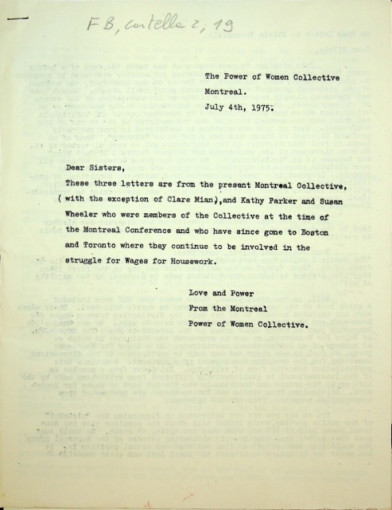 FB, cartella 2, 19
The Power of Women Collective
Montreal.
July 4th, 1975.
Dear Sisters,
These three letters are from the present Montreal Collective,
( with the exception of Clare Mian),and Kathy Parker and Susan
Wheeler who were members of the Collective at the time of
the Montreal Conference and who have since gone to Boston
and Toronto where they continue to be involved in the
struggle for Wages for Housework.
Love and Power
From the Montreal
Power of Women Collective.